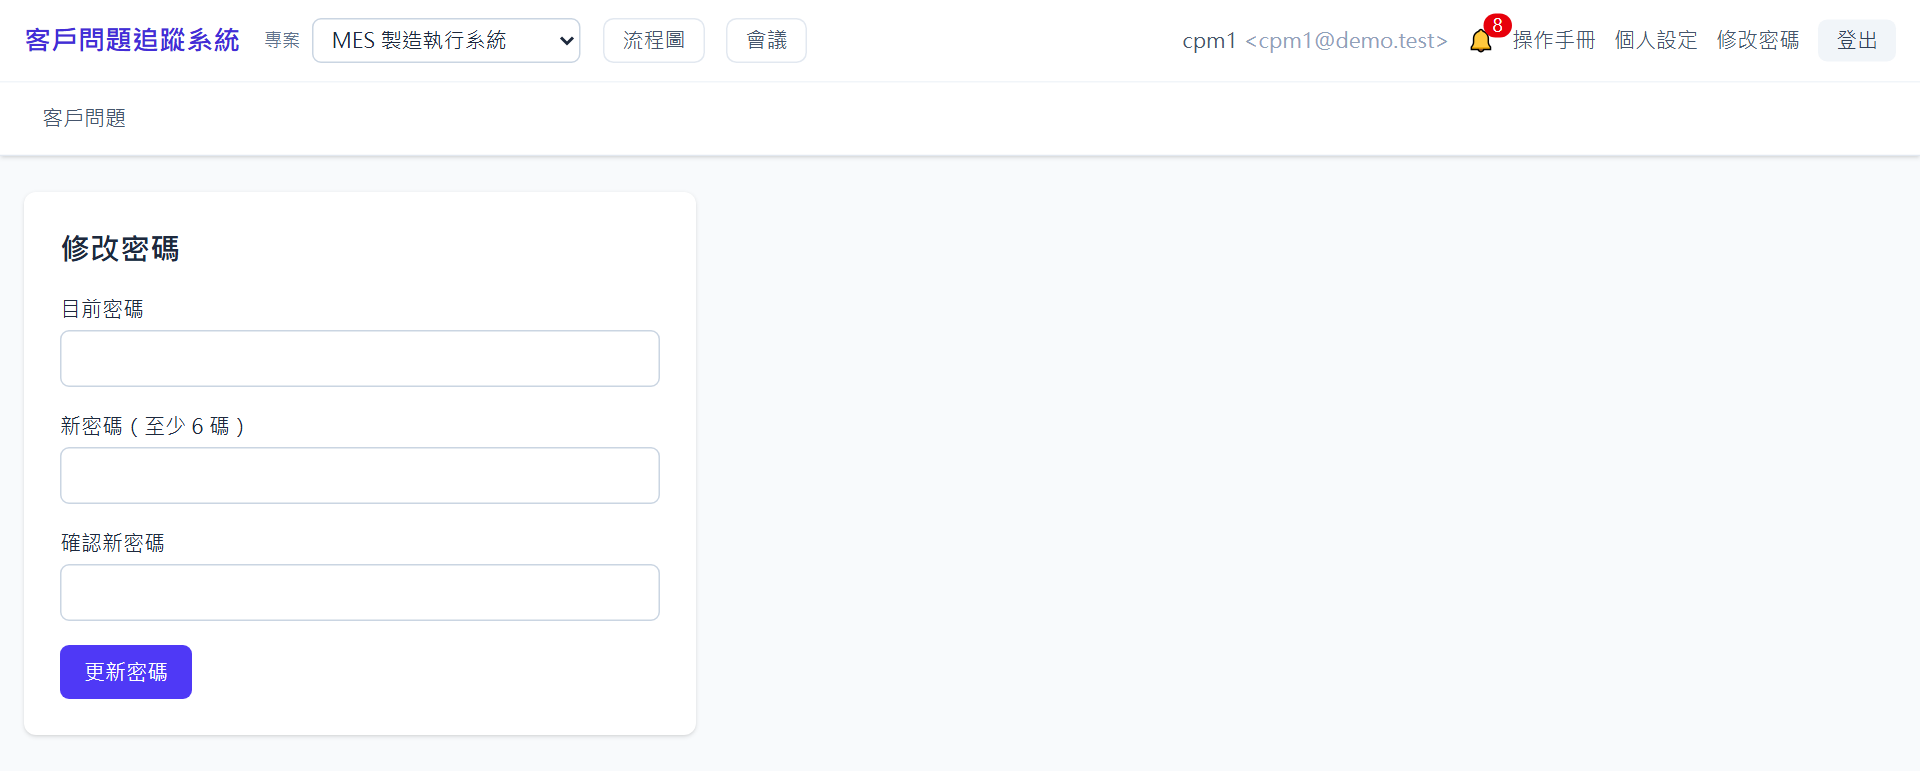 客戶問題追蹤系統 專案 MES 製造執行系統 流程圖 會議 cpm1 <cpm1@demo.test> 8 操作手冊 個人設定 修改密碼 登出
客戶問題
修改密碼
目前密碼
新密碼（至少 6 碼）
確認新密碼
更新密碼